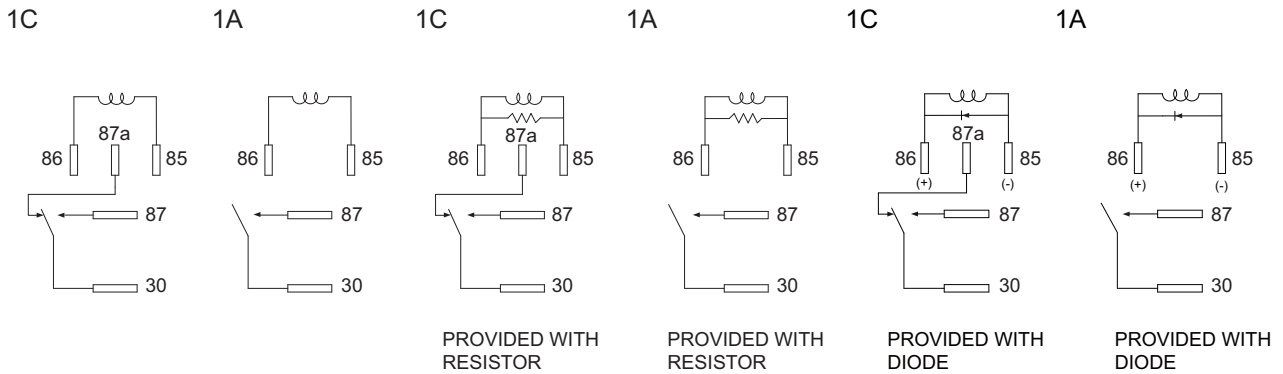 1C
1A
1C
1A
1C
1A
87a
86
85
87
30
86
85
87
30
87a
86
85
87
30
PROVIDED WITH
RESISTOR
86
85
87
30
PROVIDED WITH
RESISTOR
87a
86
85
(+)
(-)
87
30
PROVIDED WITH
DIODE
86
85
(+)
(-)
87
30
PROVIDED WITH
DIODE